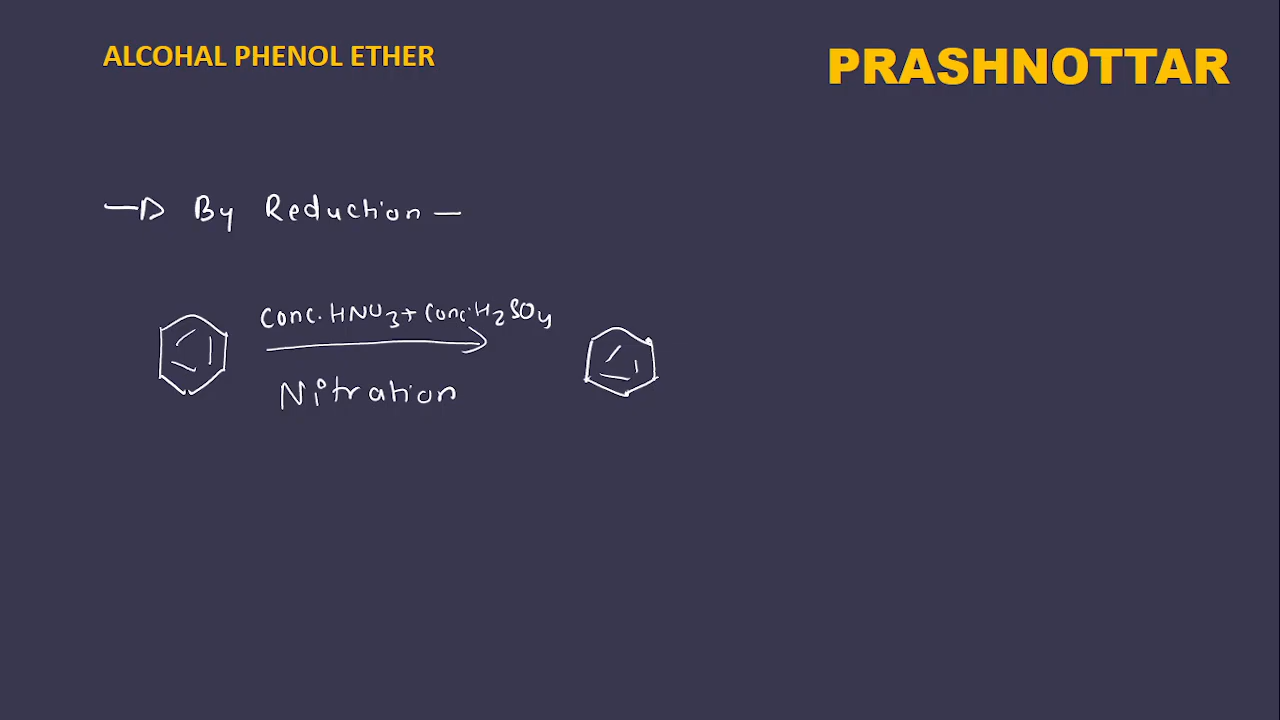 ALCOHAL PHENOL ETHER
PRASHNOTTAR
→ By Reduction –
Conc. HNO3 + Conc. H2SO4
Nitration